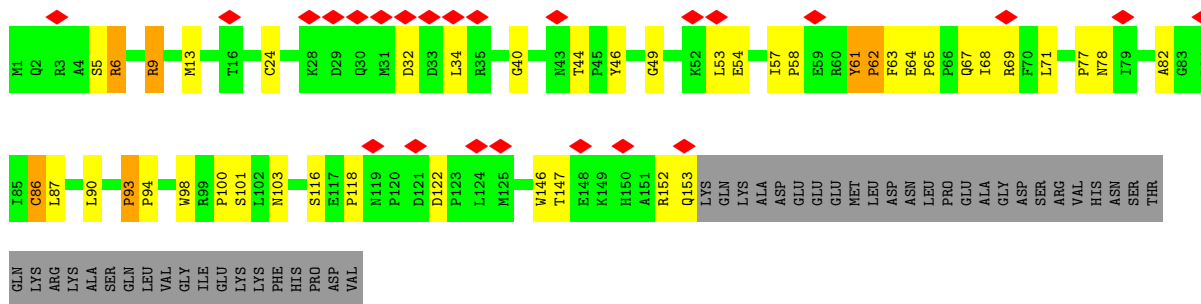 M1 Q2 R3 A4 S5 R6 R9 M13 T16 C24 K28 D29 Q30 M31 D32 D33 L34 R35 G40 N43 T44 P45 Y46 G49 K52 L53 E54 I57 P58 E59 R60 Y61 P62 F63 E64 P65 P66 Q67 I68 R69 F70 L71 P77 N78 I79 A82 G83
I85 C86 L87 L90 P93 P94 W98 R99 P100 S101 L102 N103 S116 E117 P118 N119 P120 D121 D122 P123 L124 M125 W146 T147 E148 K149 H150 A151 R152 Q153 LYS GLN LYS ALA ASP GLU GLU GLU MET LEU ASP ASN LEU PRO GLU ALA GLY ASP SER ARG VAL HIS ASN SER THR
GLN LYS ARG LYS ALA SER GLN LEU VAL GLY ILE GLU LYS LYS PHE HIS PRO ASP VAL